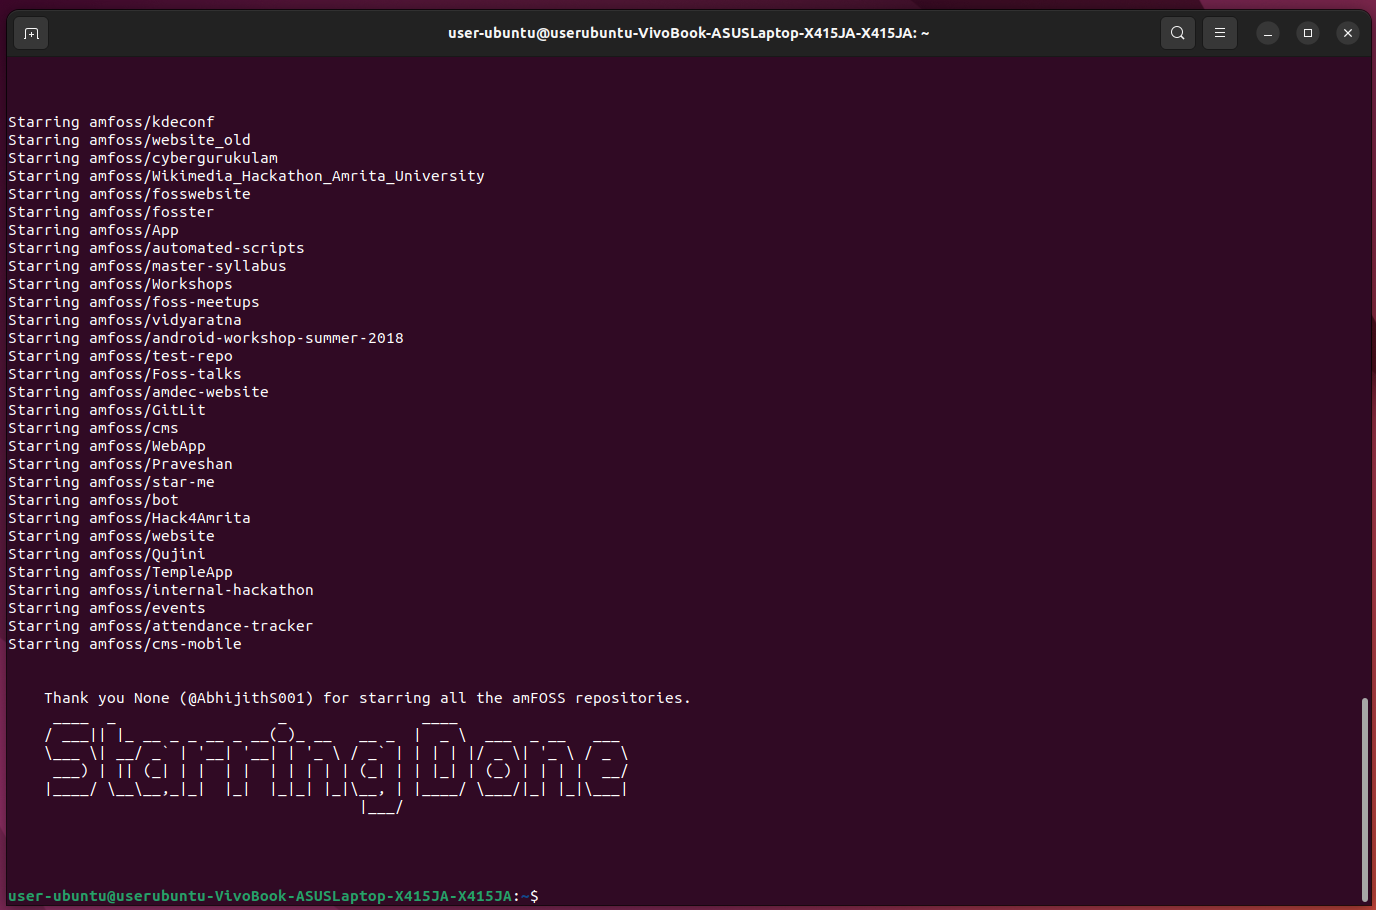 user-ubuntu@userubuntu-VivoBook-ASUSLaptop-X415JA-X415JA: ~
Starring amfoss/kdeconf
Starring amfoss/website_old
Starring amfoss/cybergurukulam
Starring amfoss/Wikimedia_Hackathon_Amrita_University
Starring amfoss/fosswebsite
Starring amfoss/fosster
Starring amfoss/App
Starring amfoss/automated-scripts
Starring amfoss/master-syllabus
Starring amfoss/Workshops
Starring amfoss/foss-meetups
Starring amfoss/vidyaratna
Starring amfoss/android-workshop-summer-2018
Starring amfoss/test-repo
Starring amfoss/Foss-talks
Starring amfoss/amdec-website
Starring amfoss/GitLit
Starring amfoss/cms
Starring amfoss/WebApp
Starring amfoss/Praveshan
Starring amfoss/star-me
Starring amfoss/bot
Starring amfoss/Hack4Amrita
Starring amfoss/website
Starring amfoss/Qujini
Starring amfoss/TempleApp
Starring amfoss/internal-hackathon
Starring amfoss/events
Starring amfoss/attendance-tracker
Starring amfoss/cms-mobile
Thank you None (@AbhijithS001) for starring all the amFOSS repositories.
Starring Done
user-ubuntu@userubuntu-VivoBook-ASUSLaptop-X415JA-X415JA:~$